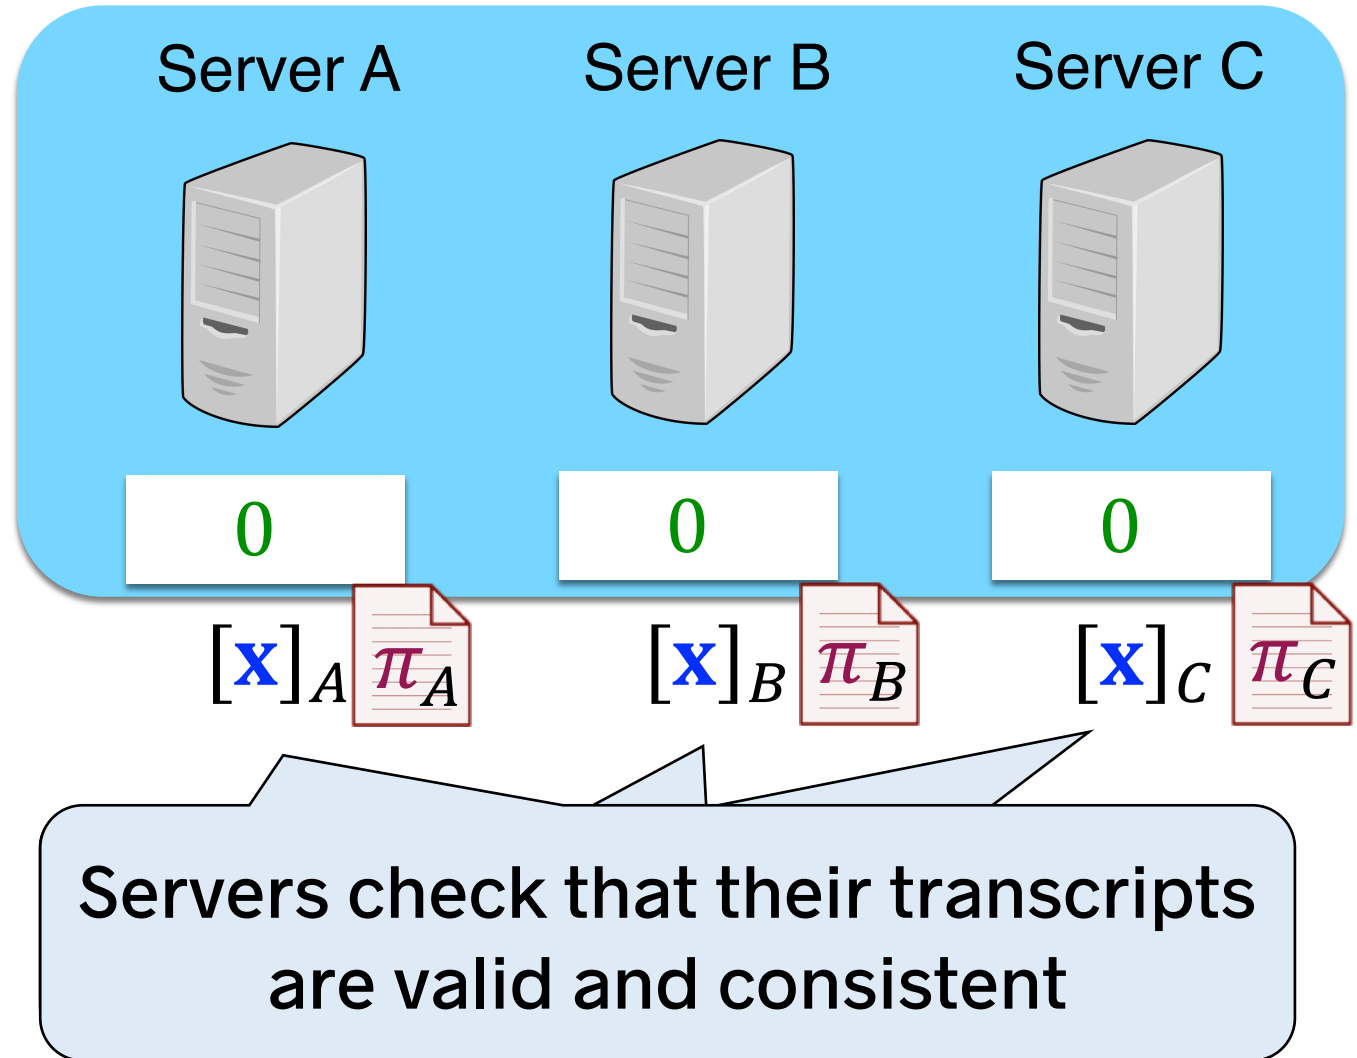 Server A Server B Server C
0 0 0
[x]A πA [x]B πB [x]C πC
Servers check that their transcripts
are valid and consistent